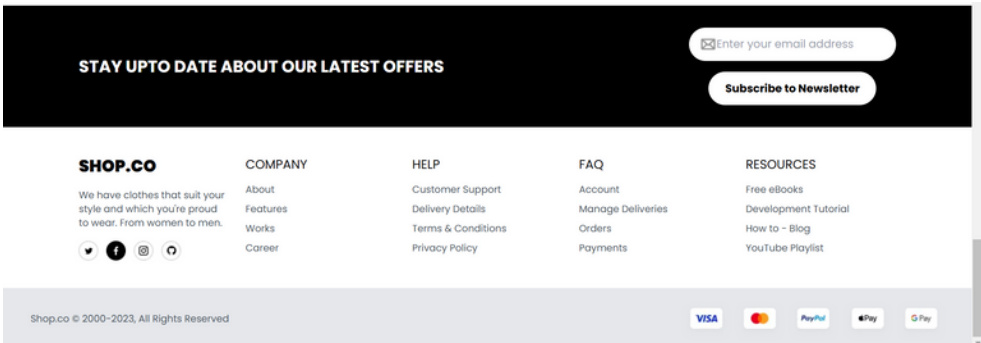 STAY UPTO DATE ABOUT OUR LATEST OFFERS
Enter your email address
Subscribe to Newsletter
SHOP.CO
We have clothes that suit your
style and which you're proud
to wear. From women to men.
COMPANY
About
Features
Works
Career
HELP
Customer Support
Delivery Details
Terms & Conditions
Privacy Policy
FAQ
Account
Manage Deliveries
Orders
Payments
RESOURCES
Free eBooks
Development Tutorial
How to - Blog
YouTube Playlist
Shop.co © 2000-2023, All Rights Reserved
VISA
PayPal
Pay
G Pay